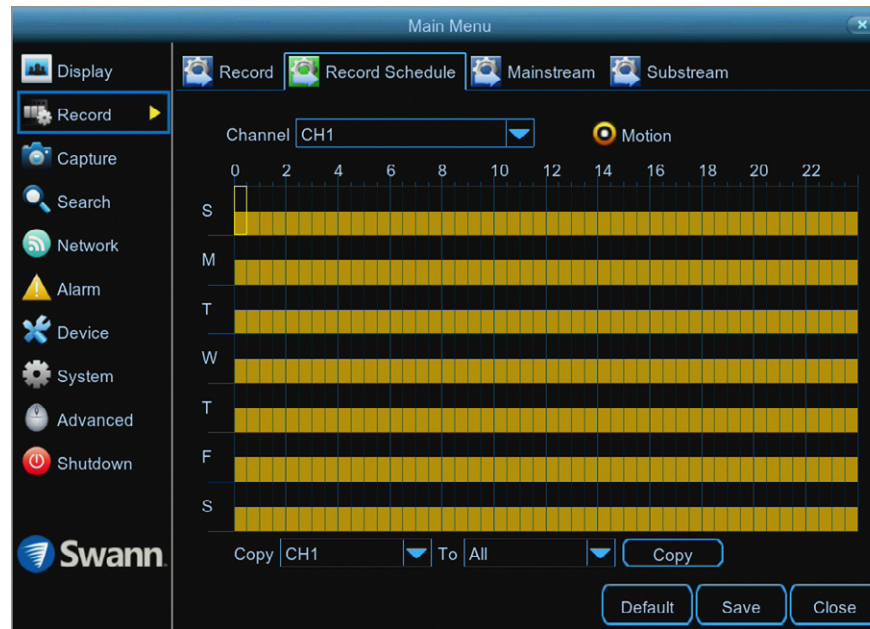 Main Menu
Display
Record
Capture
Search
Network
Alarm
Device
System
Advanced
Shutdown
Swann
Record Record Schedule Mainstream Substream
Channel CH1 Motion
0 2 4 6 8 10 12 14 16 18 20 22
S
M
T
W
T
F
S
Copy CH1 To All Copy
Default Save Close